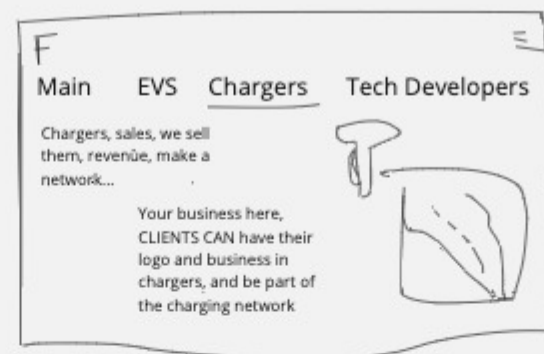 F
Main EVS Chargers Tech Developers
Chargers, sales, we sell
them, revenue, make a
network...
Your business here,
CLIENTS CAN have their
logo and business in
chargers, and be part of
the charging network